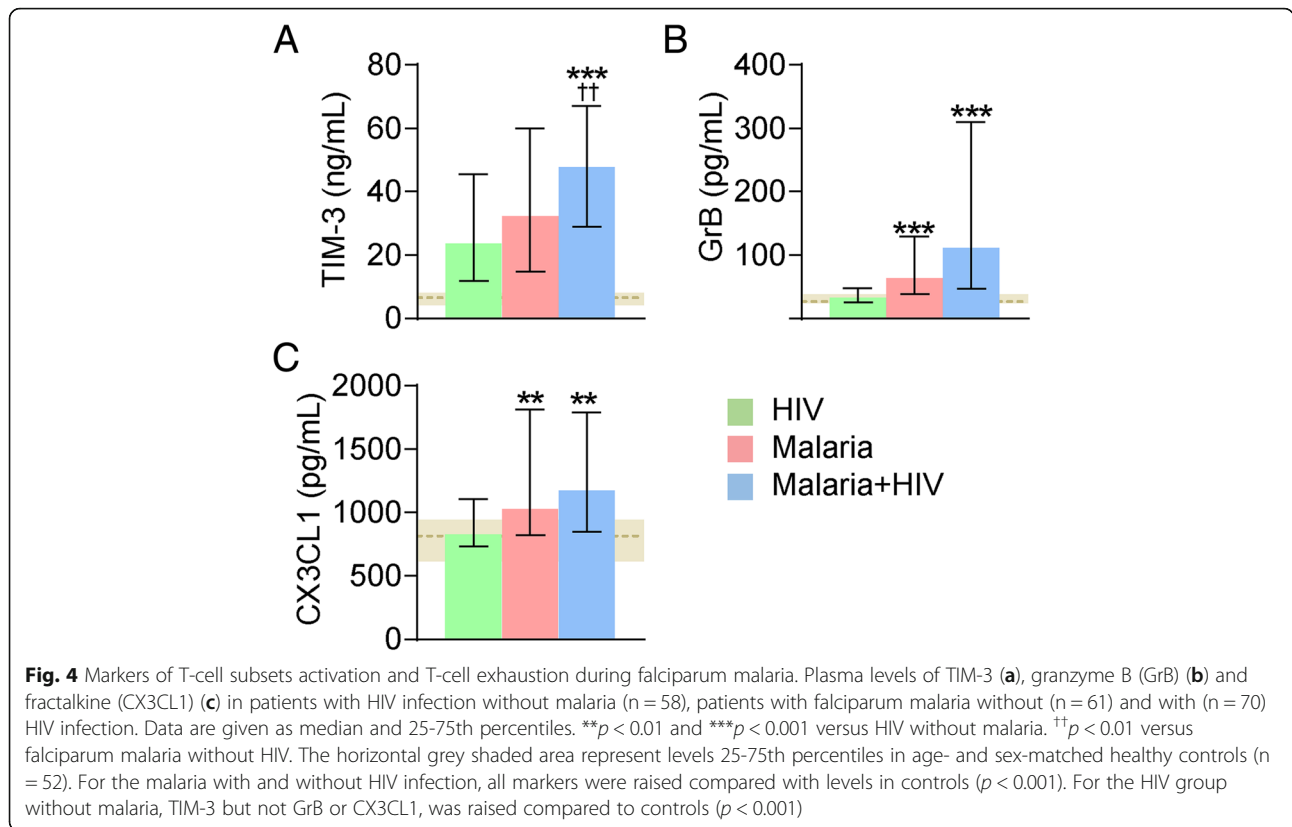 A
TIM-3 (ng/mL)
80
60
40
20
0
***
††
B
GrB (pg/mL)
400
300
200
100
***
***
C
CX3CL1 (pg/mL)
2000
1500
1000
500
0
**
**
HIV
Malaria
Malaria+HIV
Fig. 4 Markers of T-cell subsets activation and T-cell exhaustion during falciparum malaria. Plasma levels of TIM-3 (a), granzyme B (GrB) (b) and
fractalkine (CX3CL1) (c) in patients with HIV infection without malaria (n = 58), patients with falciparum malaria without (n = 61) and with (n = 70)
HIV infection. Data are given as median and 25-75th percentiles. **p < 0.01 and ***p < 0.001 versus HIV without malaria. ††p < 0.01 versus
falciparum malaria without HIV. The horizontal grey shaded area represent levels 25-75th percentiles in age- and sex-matched healthy controls (n
= 52). For the malaria with and without HIV infection, all markers were raised compared with levels in controls (p < 0.001). For the HIV group
without malaria, TIM-3 but not GrB or CX3CL1, was raised compared to controls (p < 0.001)